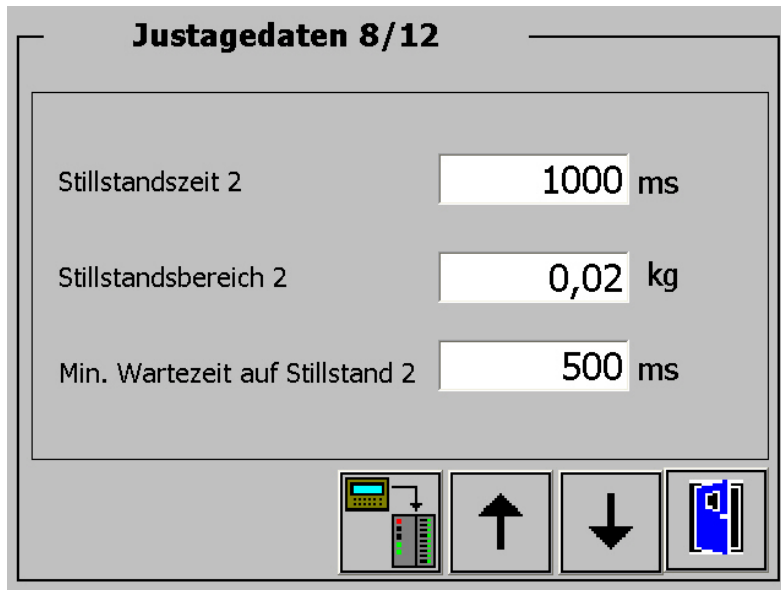 Justagedaten 8/12
Stillstandszeit 2 1000 ms
Stillstandsbereich 2 0,02 kg
Min. Wartezeit auf Stillstand 2 500 ms